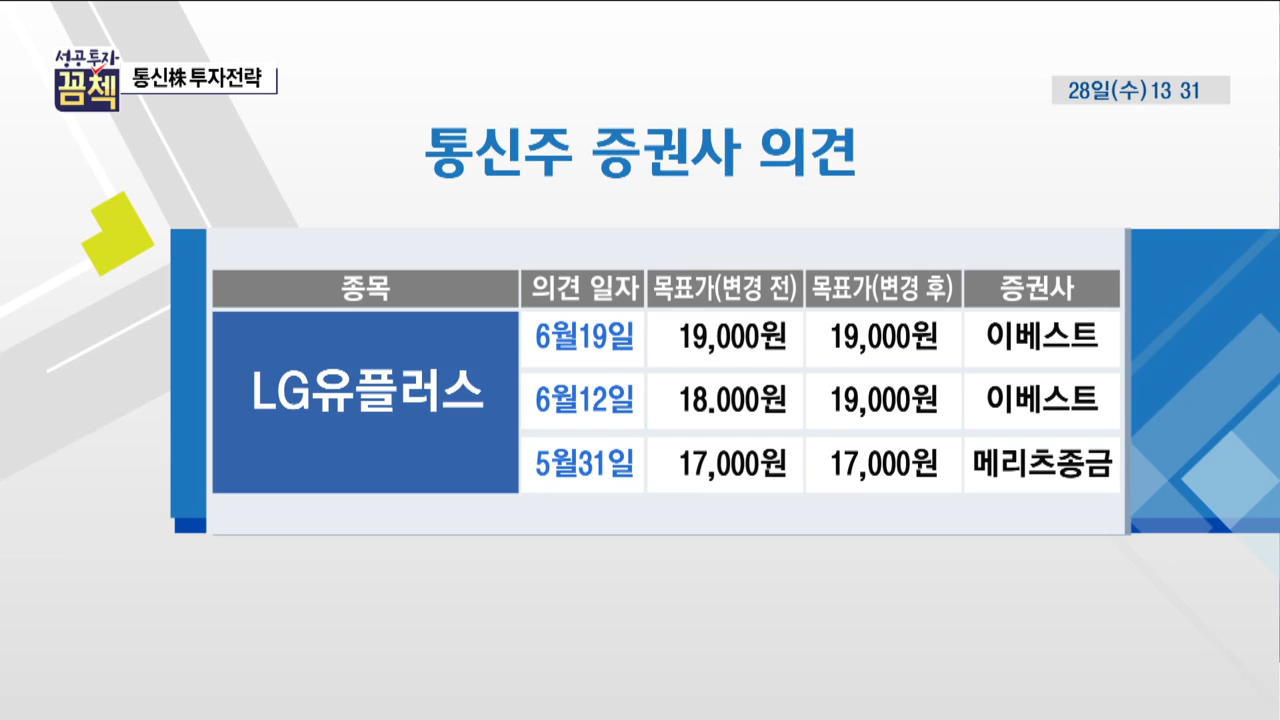 성공투자
꼼첵
통신株 투자전략
28일(수) 13 31
통신주 증권사 의견
종목 의견 일자 목표가(변경 전) 목표가(변경 후) 증권사
LG유플러스
6월19일 19,000원 19,000원 이베스트
6월12일 18.000원 19,000원 이베스트
5월31일 17,000원 17,000원 메리츠종금